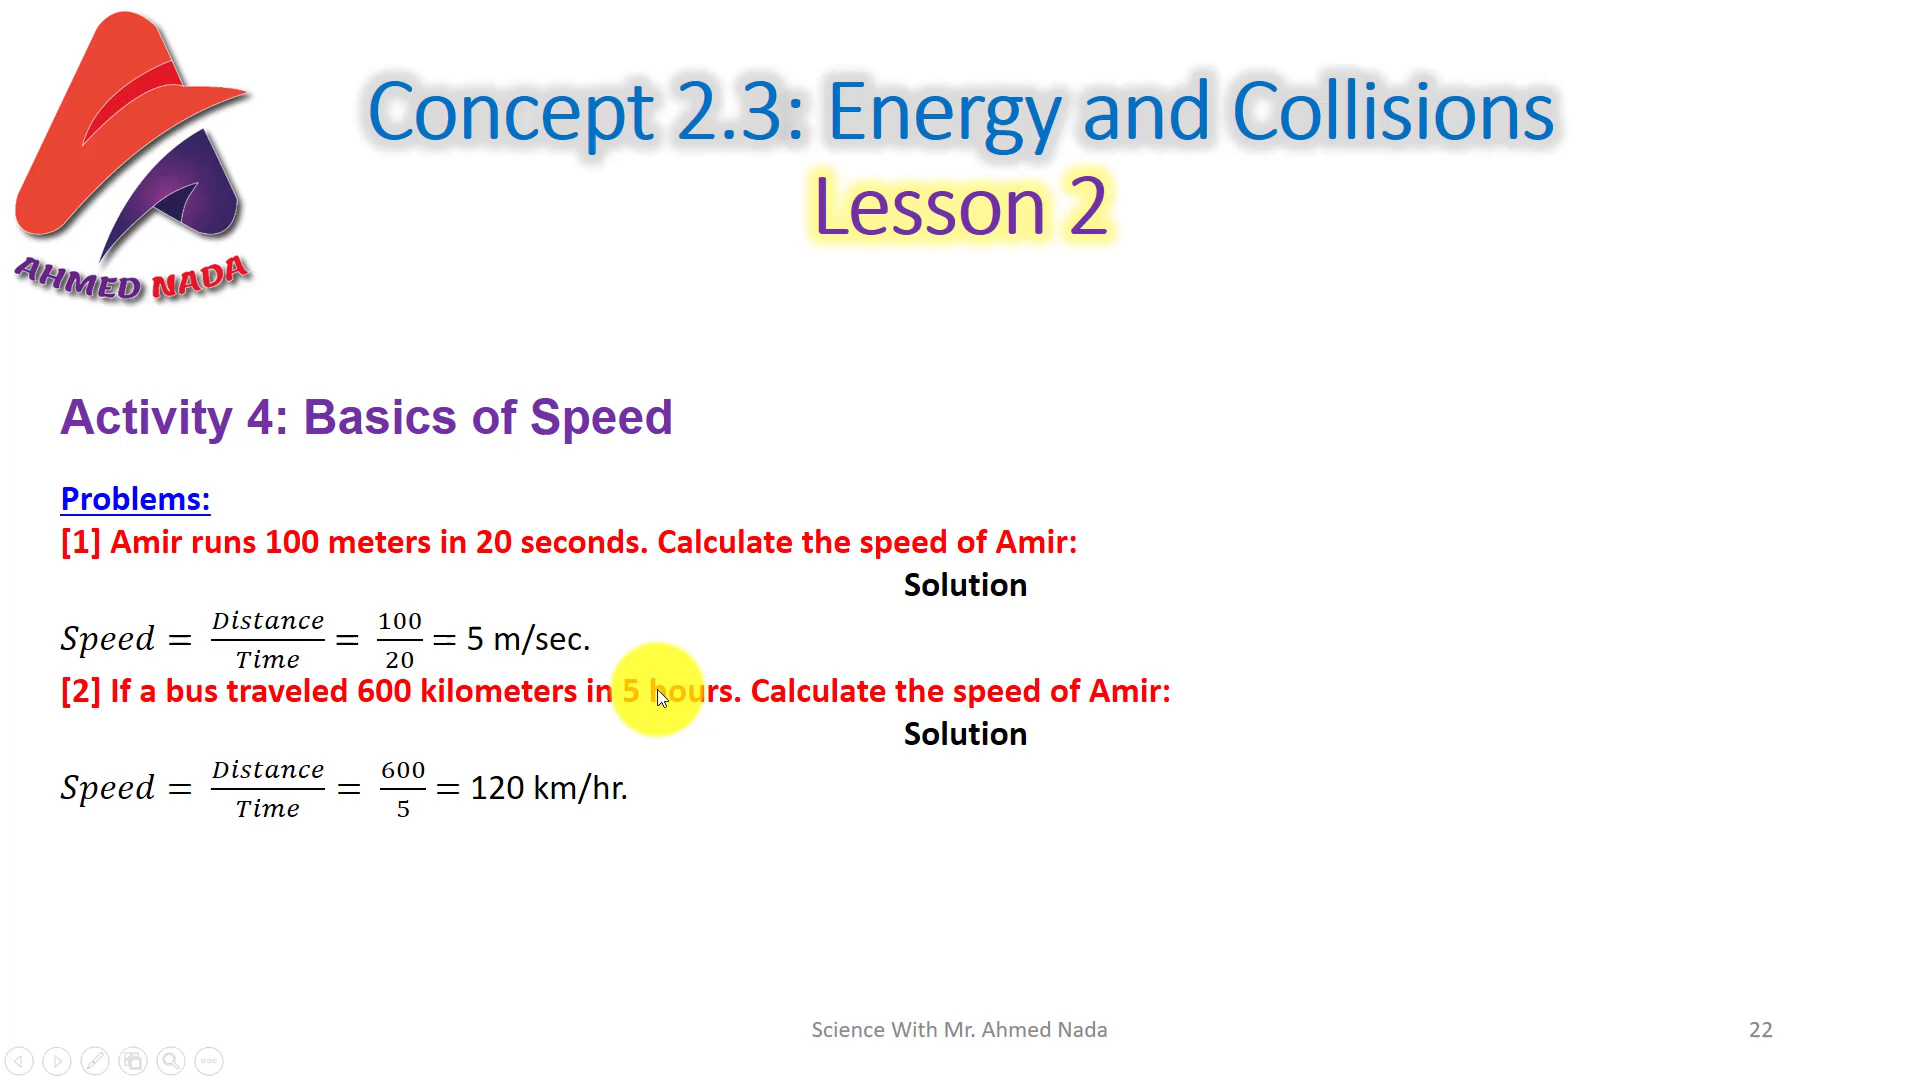 AHMED NADA
Concept 2.3: Energy and Collisions
Lesson 2
Activity 4: Basics of Speed
Problems:
[1] Amir runs 100 meters in 20 seconds. Calculate the speed of Amir:
Solution
Speed = Distance/Time = 100/20 = 5 m/sec.
[2] If a bus traveled 600 kilometers in 5 hours. Calculate the speed of Amir:
Solution
Speed = Distance/Time = 600/5 = 120 km/hr.
Science With Mr. Ahmed Nada
22